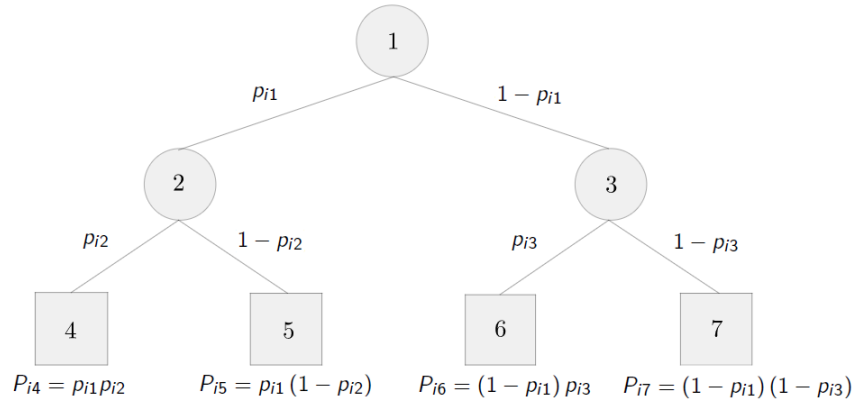 1
p_{i1}
1 − p_{i1}
2
3
p_{i2}
1 − p_{i2}
p_{i3}
1 − p_{i3}
4
5
6
7
P_{i4} = p_{i1}p_{i2}
P_{i5} = p_{i1} (1 − p_{i2})
P_{i6} = (1 − p_{i1}) p_{i3}
P_{i7} = (1 − p_{i1}) (1 − p_{i3})